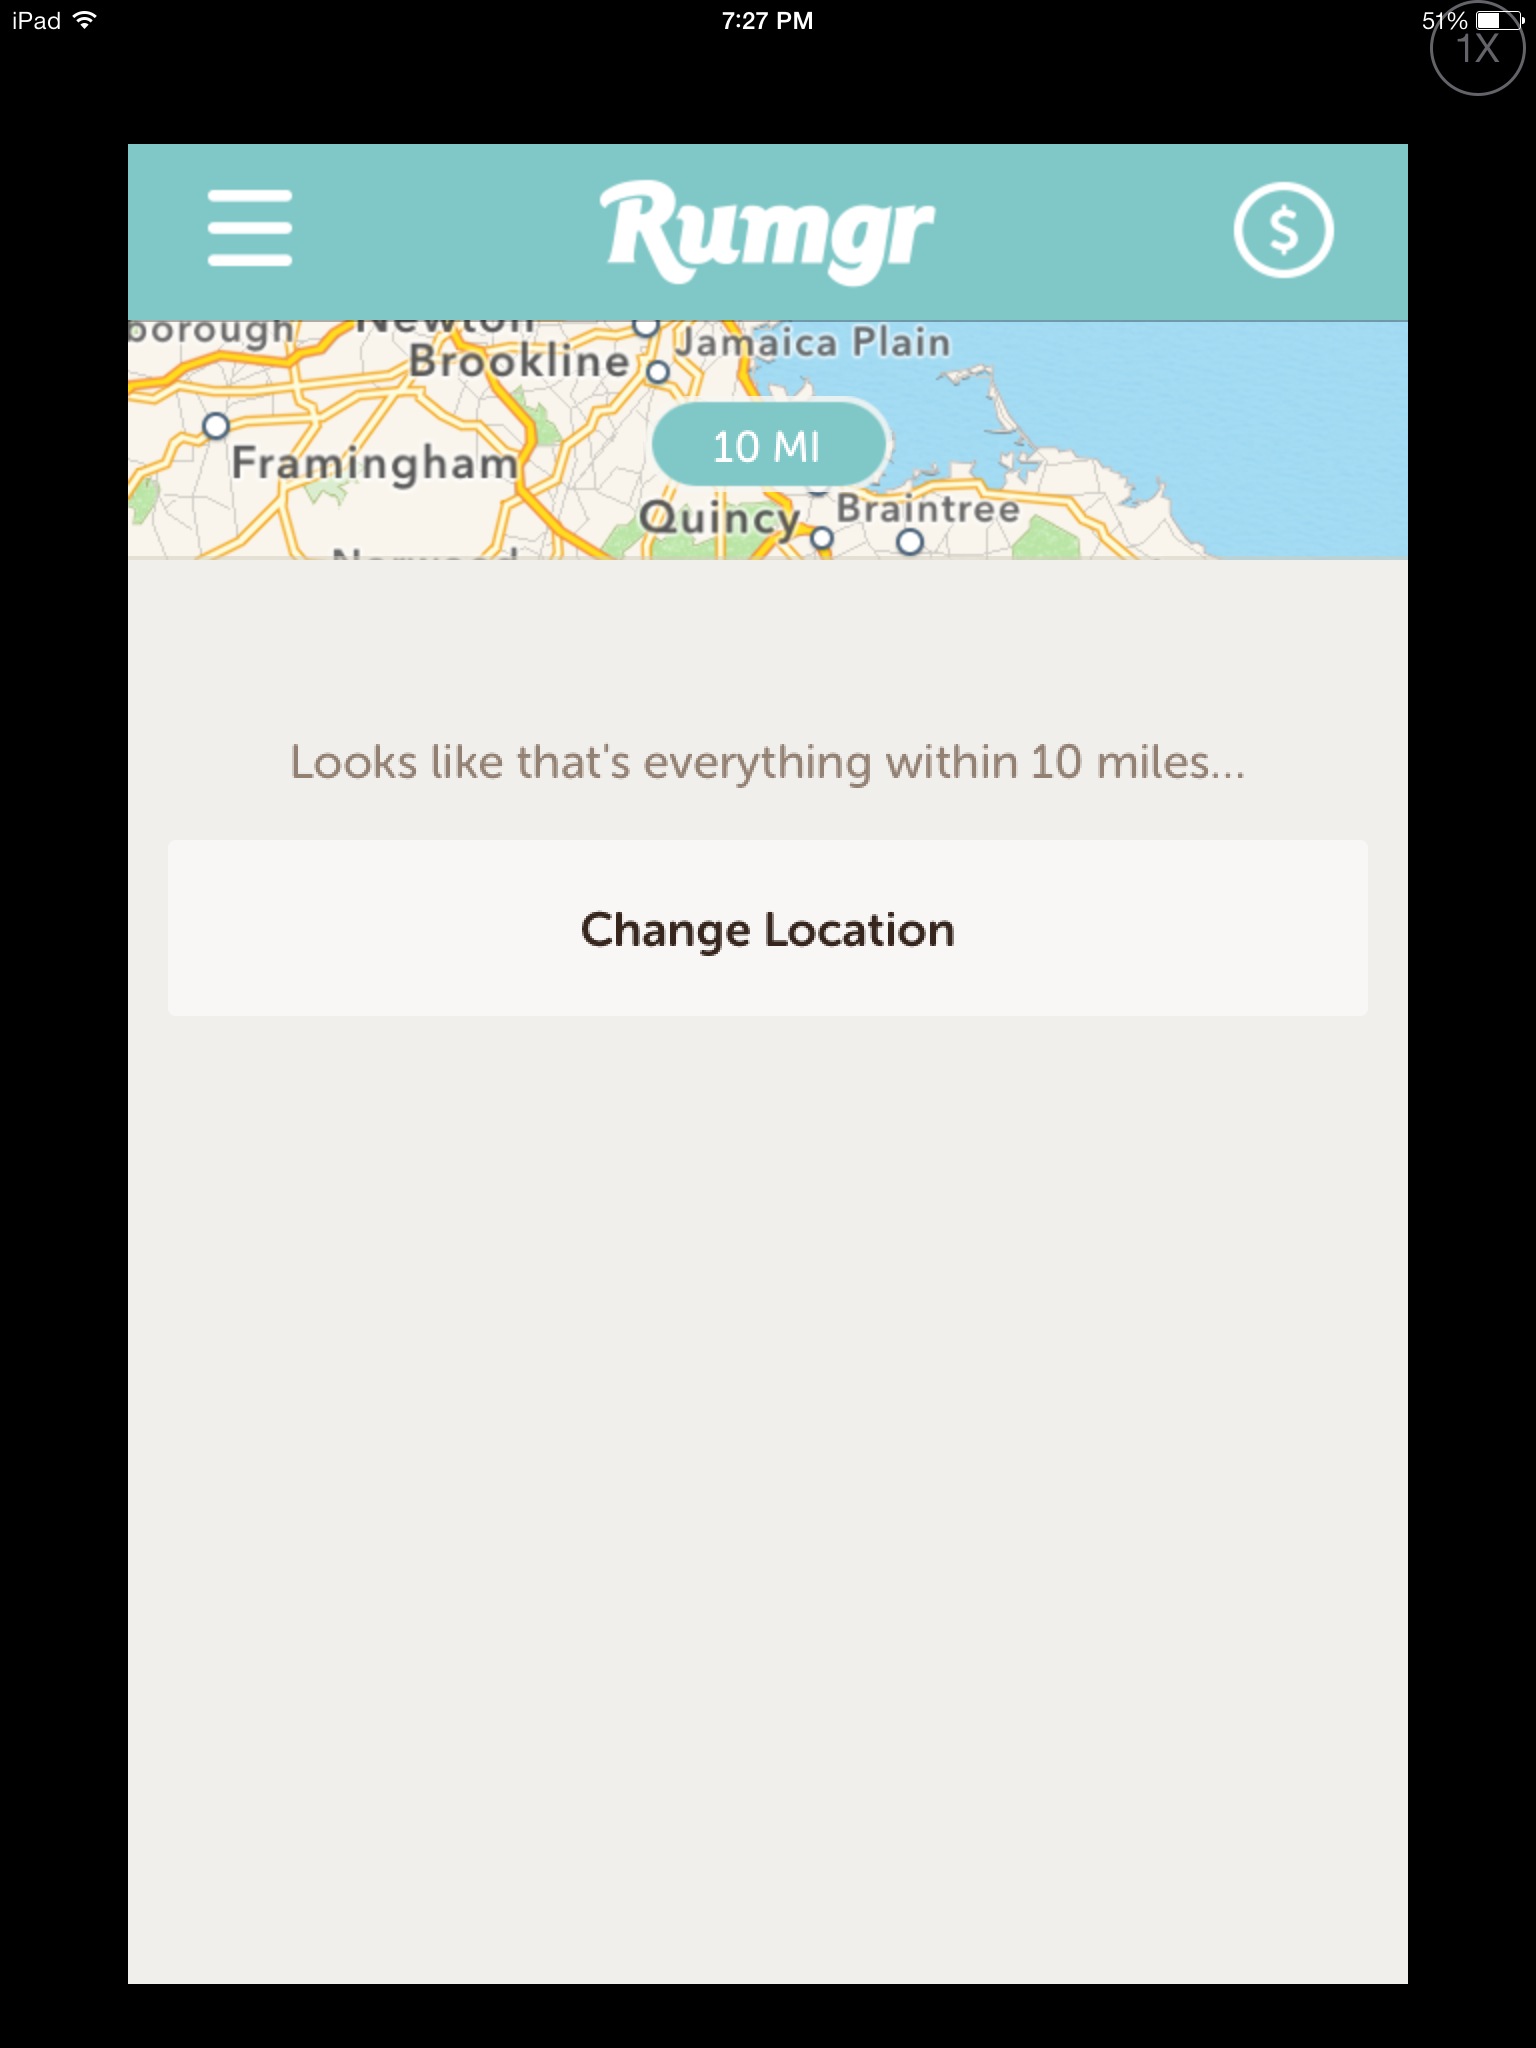 iPad 7:27 PM 51%
1X
Rumgr
$
borough Newton Jamaica Plain
Brookline
10 MI
Framingham
Quincy Braintree
Norwood
Looks like that's everything within 10 miles...
Change Location